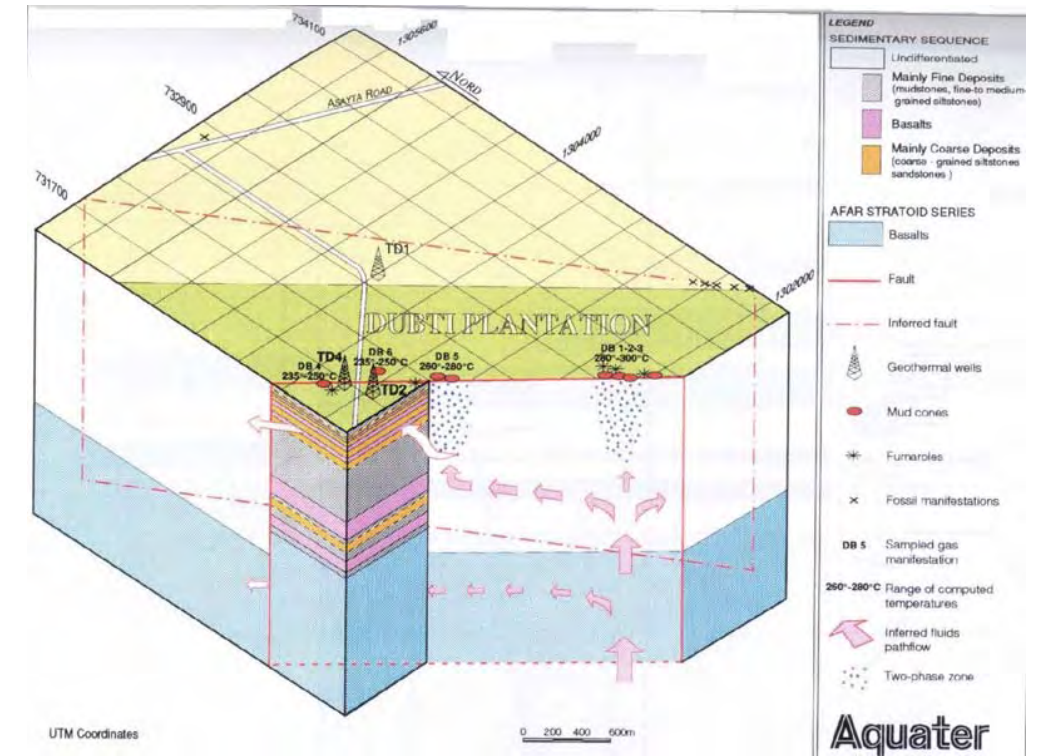 734100
1305600
NORD
ASAYTA ROAD
732900
1304000
731700
TD1
1302000
DUBTI PLANTATION
TD4
DB 6
235°-250°C
DB 4
235°-250°C
DB 5
260°-280°C
DB 1-2-3
280°-300°C
TD2
UTM Coordinates
0 200 400 600m
LEGEND
SEDIMENTARY SEQUENCE
Undifferentiated
Mainly Fine Deposits
(mudstones, fine-to medium
grained siltstones)
Basalts
Mainly Coarse Deposits
(coarse - grained siltstones
sandstones )
AFAR STRATOID SERIES
Basalts
Fault
Inferred fault
Geothermal wells
Mud cones
Fumaroles
Fossil manifestations
DB 5 Sampled gas
manifestation
260°-280°C Range of computed
temperatures
Inferred fluids
pathflow
Two-phase zone
Aquater